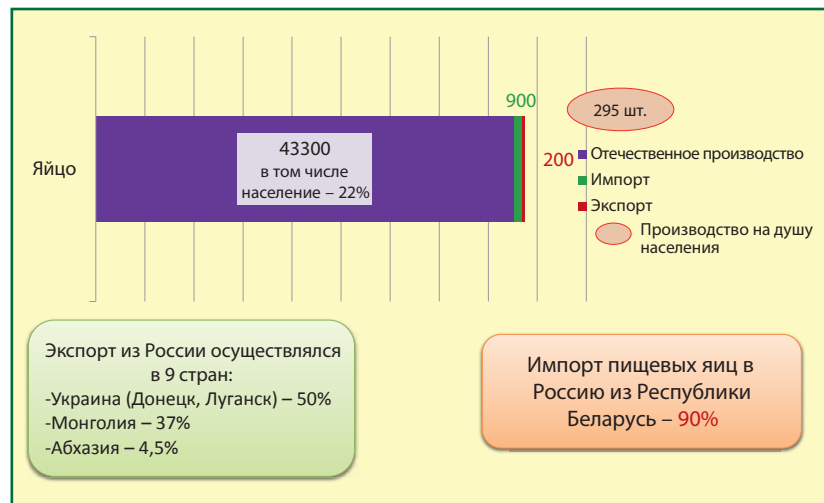 900
295 шт.
43300
в том числе
население – 22%
200
Яйцо
Отечественное производство
Импорт
Экспорт
Производство на душу
населения
Экспорт из России осуществлялся
в 9 стран:
-Украина (Донецк, Луганск) – 50%
-Монголия – 37%
-Абхазия – 4,5%
Импорт пищевых яиц в
Россию из Республики
Беларусь – 90%